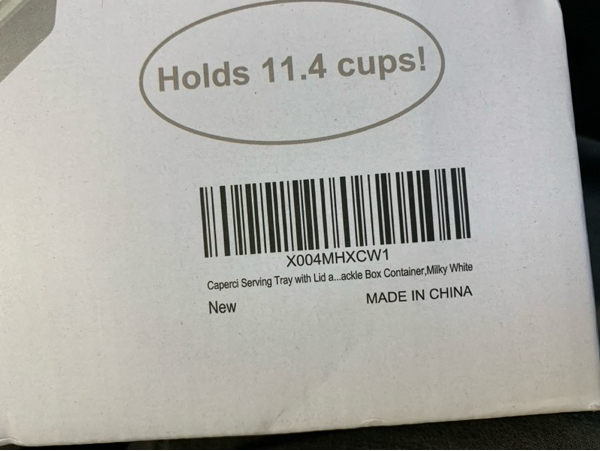 Holds 11.4 cups!
X004MHXCW1
Caperci Serving Tray with Lid a...ackle Box Container,Milky White
New
MADE IN CHINA